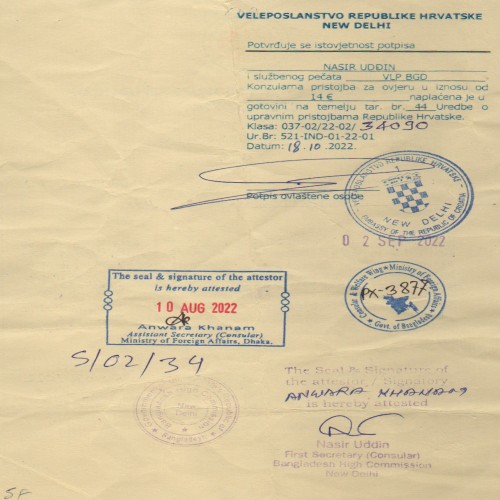 VELEPOSLANSTVO REPUBLIKE HRVATSKE
NEW DELHI
Potvrđuje se istovjetnost potpisa
NASIR UDDIN
i službenog pečata VLP BGD
Konzularna pristojba za ovjeru u iznosu od
14 € naplaćena je u
gotovini na temelju tar. br. 44 Uredbe o
upravnim pristojbama Republike Hrvatske.
Klasa: 037-02/22-02/ 34090
Ur.Br: 521-IND-01-22-01
Datum: 18.10.2022.
Potpis ovlaštene osobe
VELEPOSLANSTVO REPUBLIKE HRVATSKE
1
NEW DELHI
EMBASSY OF THE REPUBLIC OF CROATIA
02 SEP 2022
The seal & signature of the attestor
is hereby attested
10 AUG 2022
Anwara Khanam
Assistant Secretary (Consular)
Ministry of Foreign Affairs, Dhaka.
Consular & Welfare Wing Ministry of Foreign Affairs
PX-3877
Govt. of Bangladesh
S/02/34
The Seal & Signature of
the attestor / Signatory
ANWARA KHANAM
is hereby attested
Nasir Uddin
First Secretary (Consular)
Bangladesh High Commission
New Delhi
New
Delhi
Bangladesh
SF